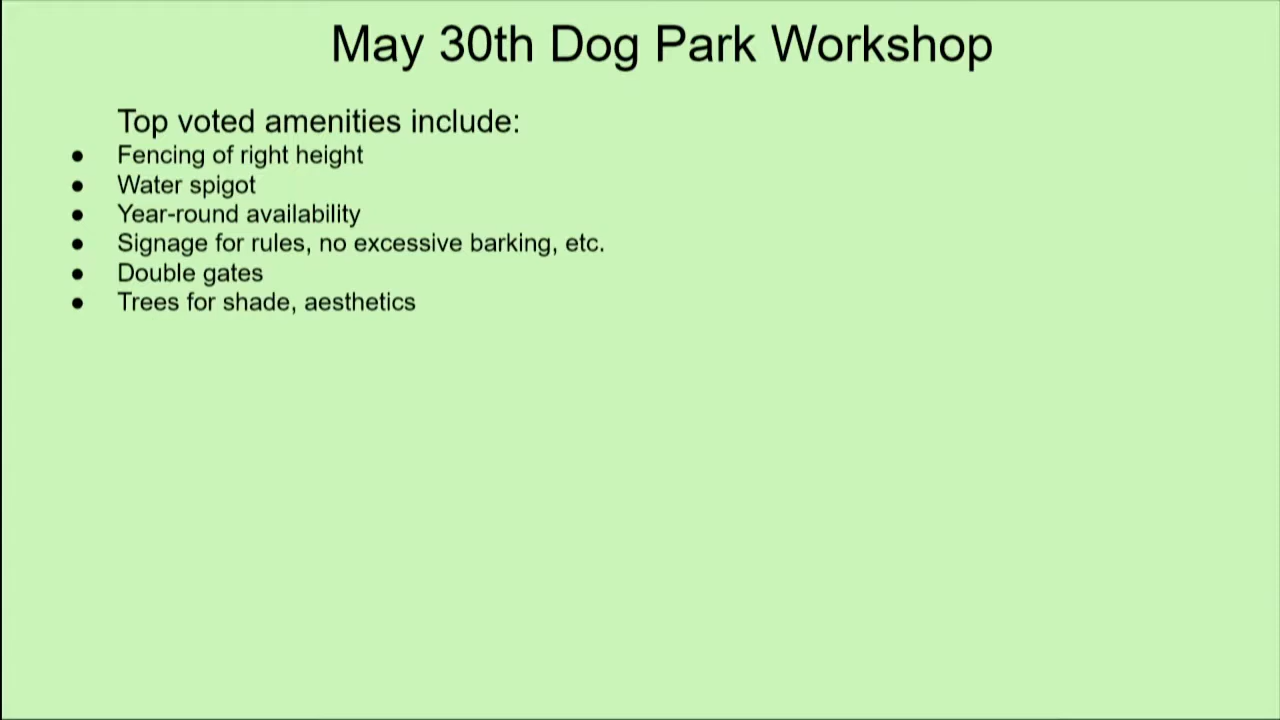 May 30th Dog Park Workshop
Top voted amenities include:
● Fencing of right height
● Water spigot
● Year-round availability
● Signage for rules, no excessive barking, etc.
● Double gates
● Trees for shade, aesthetics